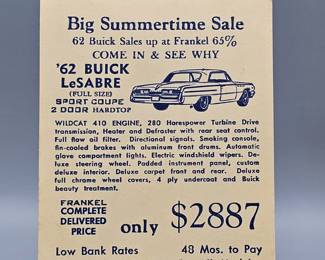 Big Summertime Sale
62 Buick Sales up at Frankel 65%
COME IN & SEE WHY
'62 BUICK
LeSABRE
(FULL SIZE)
SPORT COUPE
2 DOOR HARDTOP
WILDCAT 410 ENGINE, 280 Horespower Turbine Drive
transmission, Heater and Defroster with rear seat control.
Full flow oil filter. Directional signals. Smoking console,
fin-cooled brakes with aluminum front drums. Automatic
glove compartment lights. Electric windshield wipers. De-
luxe steering wheel. Padded instrument panel, custom
deluxe interior. Deluxe carpet front and rear. Deluxe
full chrome wheel covers, 4 ply undercoat and Buick
beauty treatment.
FRANKEL
COMPLETE
DELIVERED
PRICE
only $2887
Low Bank Rates 48 Mos. to Pay